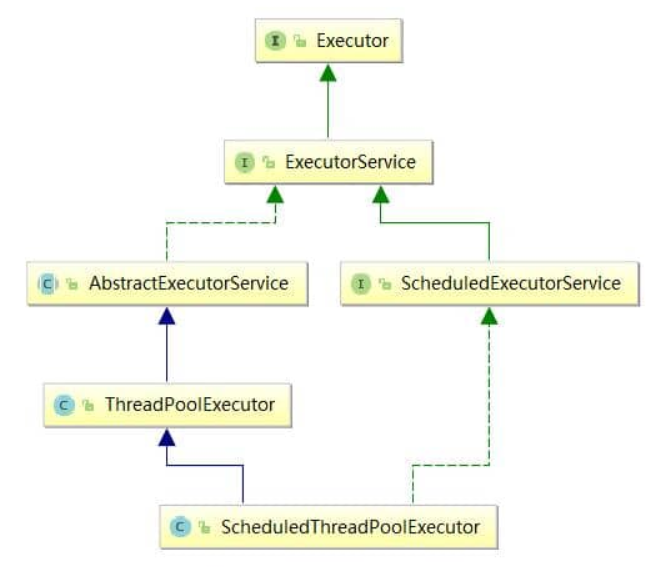 I Executor
I ExecutorService
C AbstractExecutorService
I ScheduledExecutorService
C ThreadPoolExecutor
C ScheduledThreadPoolExecutor